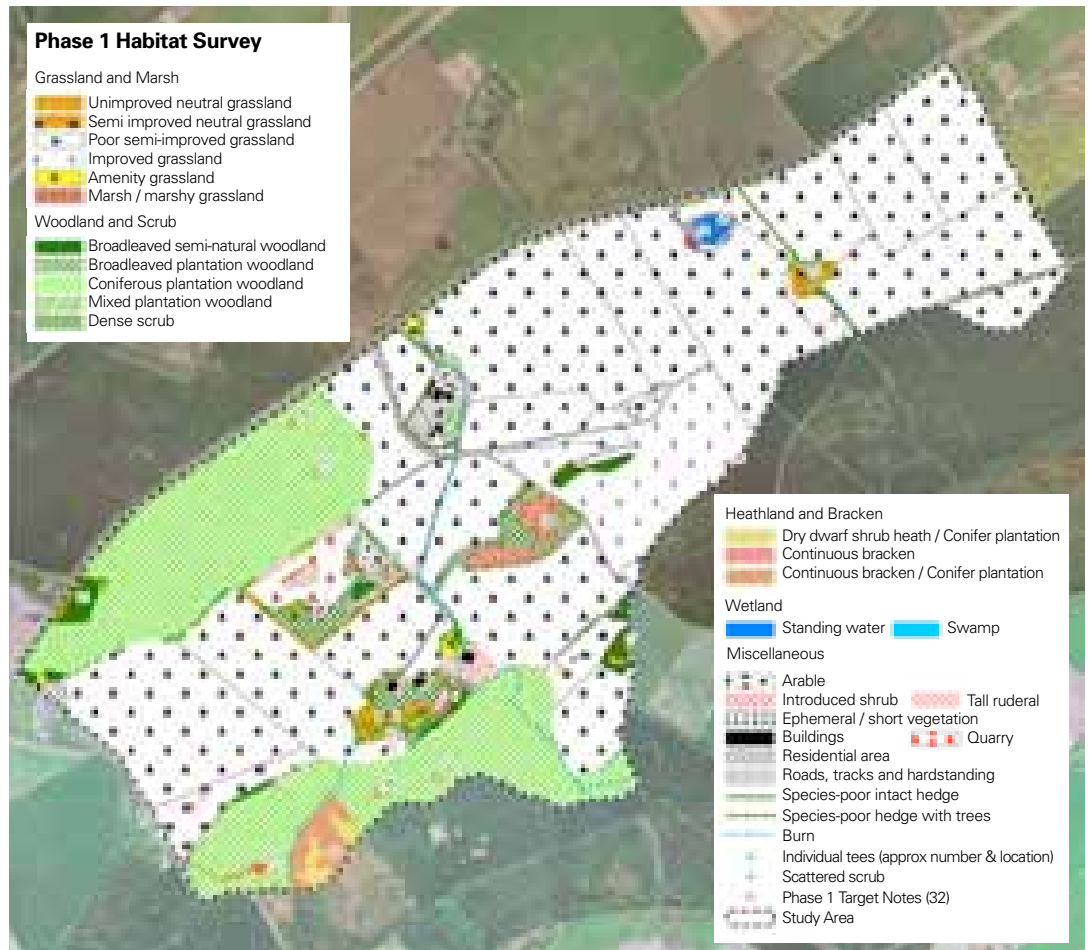 Phase 1 Habitat Survey
Grassland and Marsh
Unimproved neutral grassland
Semi improved neutral grassland
Poor semi-improved grassland
Improved grassland
Amenity grassland
Marsh / marshy grassland
Woodland and Scrub
Broadleaved semi-natural woodland
Broadleaved plantation woodland
Coniferous plantation woodland
Mixed plantation woodland
Dense scrub
Heathland and Bracken
Dry dwarf shrub heath / Conifer plantation
Continuous bracken
Continuous bracken / Conifer plantation
Wetland
Standing water Swamp
Miscellaneous
Arable
Introduced shrub Tall ruderal
Ephemeral / short vegetation
Buildings Quarry
Residential area
Roads, tracks and hardstanding
Species-poor intact hedge
Species-poor hedge with trees
Burn
Individual tees (approx number & location)
Scattered scrub
Phase 1 Target Notes (32)
Study Area